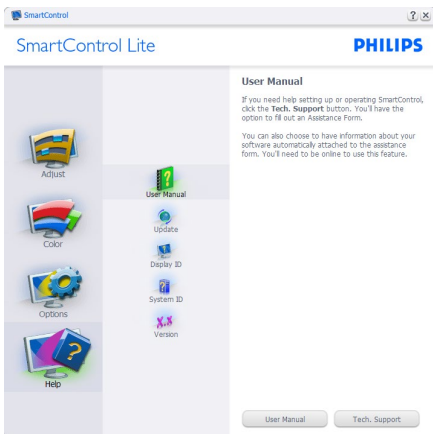 SmartControl
SmartControl Lite
PHILIPS
Adjust
Color
Options
Help
User Manual
Update
Display ID
System ID
X.X
Version
User Manual
If you need help setting up or operating SmartControl,
click the Tech. Support button. You'll have the
option to fill out an Assistance Form.
You can also choose to have information about your
software automatically attached to the assistance
form. You'll need to be online to use this feature.
User Manual
Tech. Support